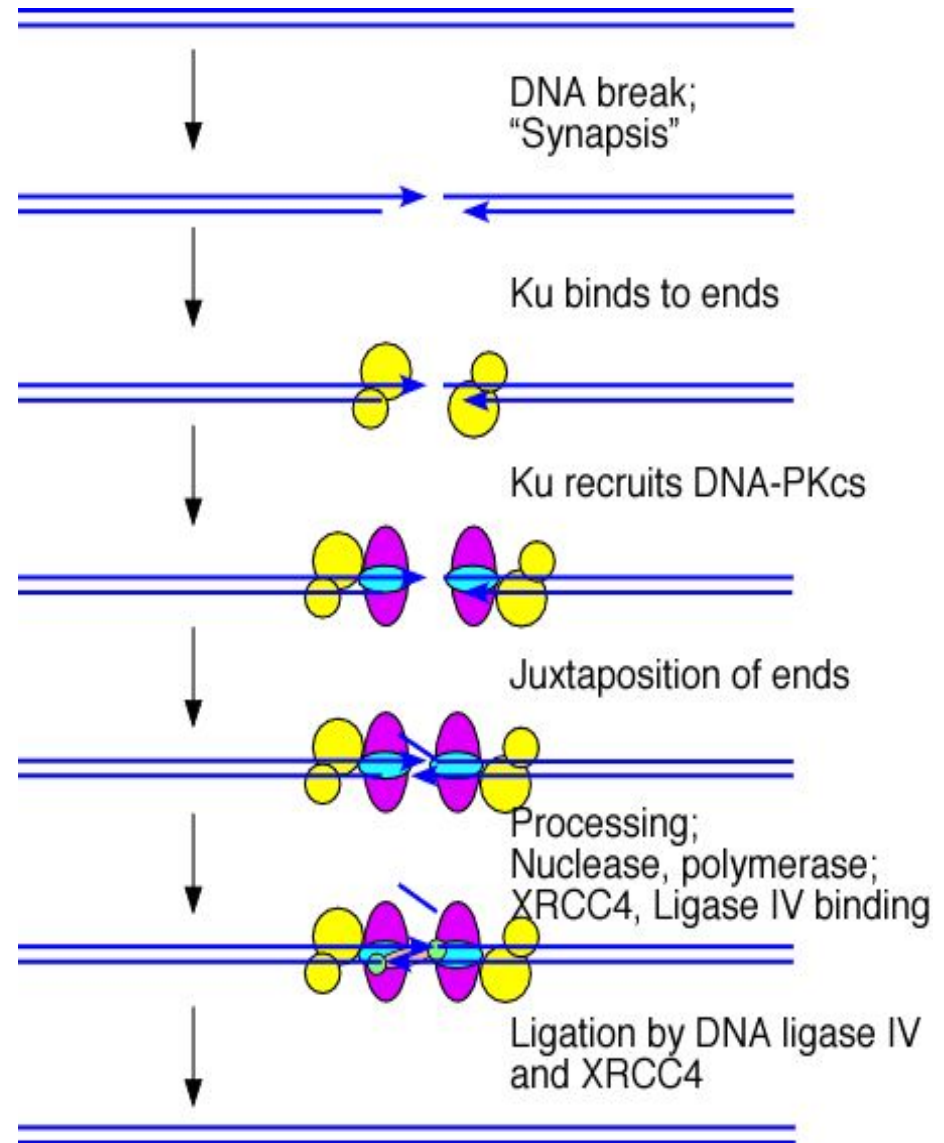 DNA break;
“Synapsis”
Ku binds to ends
Ku recruits DNA-PKcs
Juxtaposition of ends
Processing;
Nuclease, polymerase;
XRCC4, Ligase IV binding
Ligation by DNA ligase IV
and XRCC4